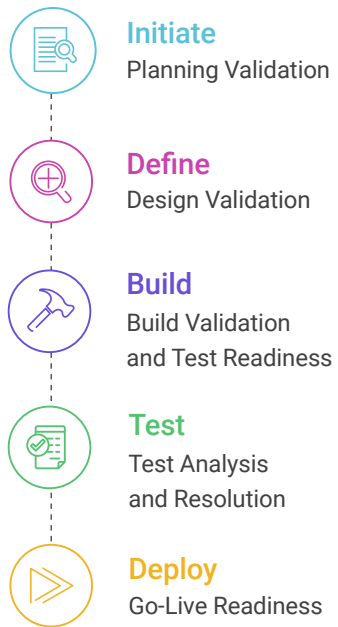 Initiate
Planning Validation
Define
Design Validation
Build
Build Validation
and Test Readiness
Test
Test Analysis
and Resolution
Deploy
Go-Live Readiness